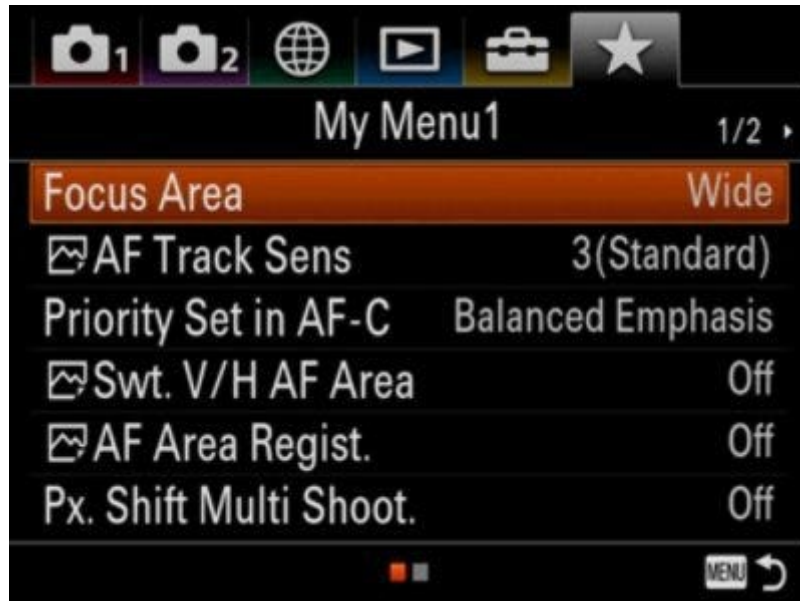 1 2
My Menu1 1/2
Focus Area Wide
AF Track Sens 3(Standard)
Priority Set in AF-C Balanced Emphasis
Swt. V/H AF Area Off
AF Area Regist. Off
Px. Shift Multi Shoot. Off
MENU